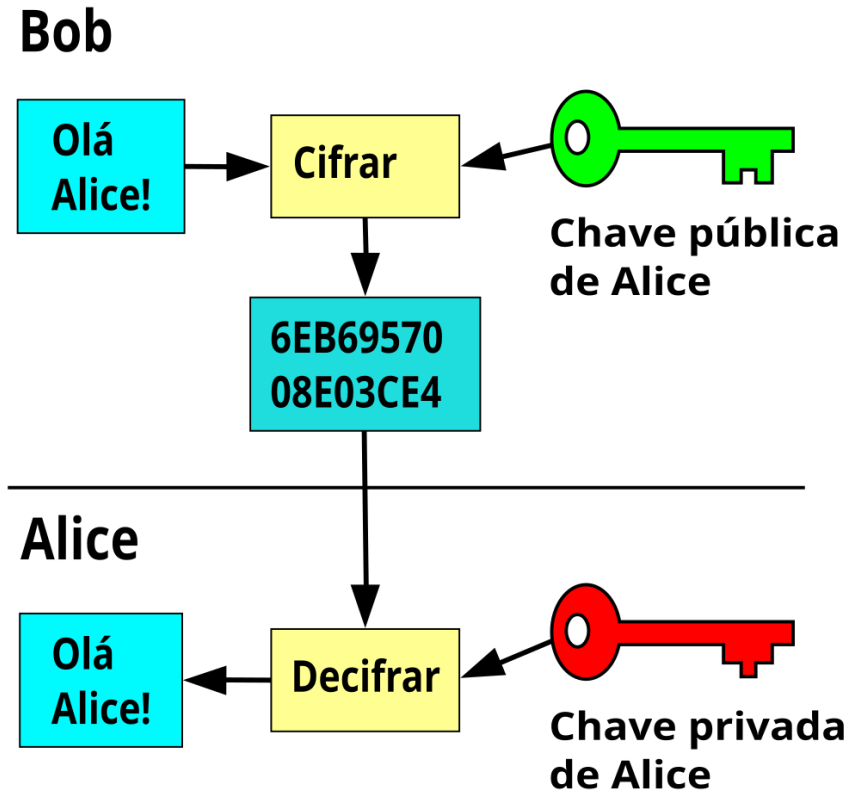 Bob
Olá
Alice!
Cifrar
Chave pública
de Alice
6EB69570
08E03CE4
Alice
Olá
Alice!
Decifrar
Chave privada
de Alice